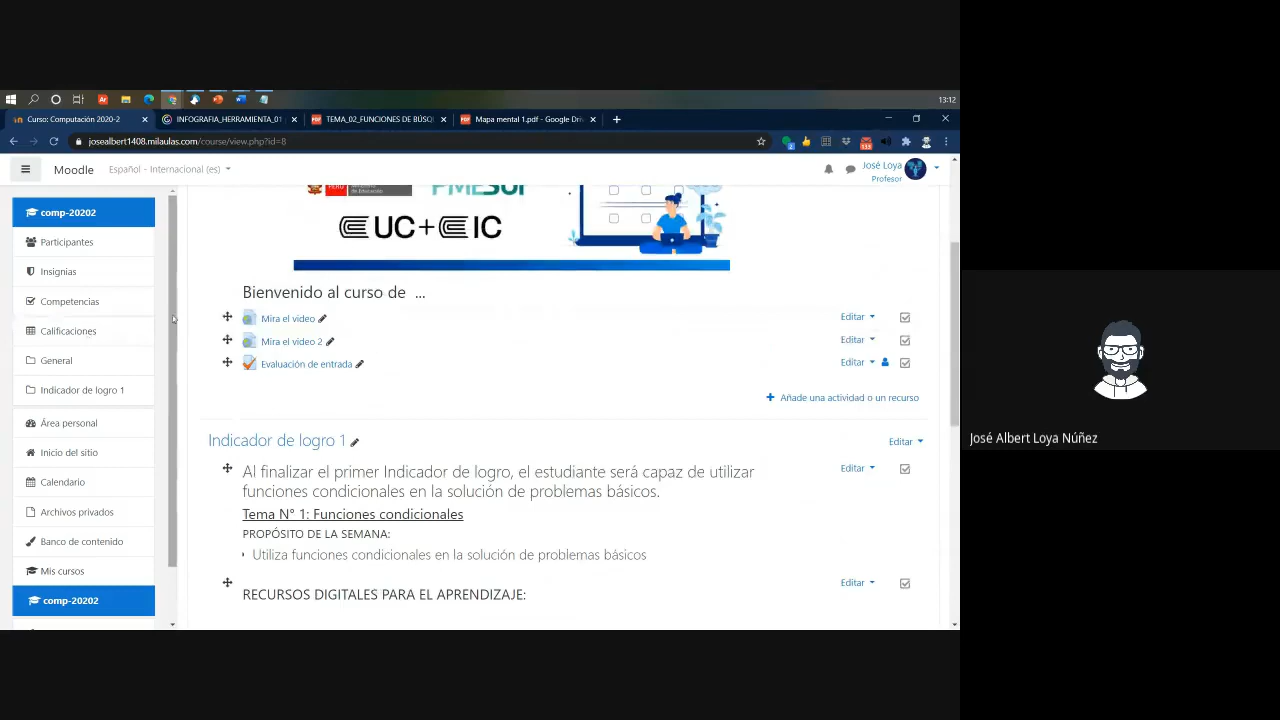 13:12
Curso: Computación 2020-2
INFOGRAFIA_HERRAMIENTA_01
TEMA_02_FUNCIONES DE BÚSQ
Mapa mental 1.pdf - Google Dri
josealbert1408.milaulas.com/course/view.php?id=8
Moodle
Español - Internacional (es)
José Loya
Profesor
comp-20202
Participantes
Insignias
Competencias
Calificaciones
General
Indicador de logro 1
Área personal
Inicio del sitio
Calendario
Archivos privados
Banco de contenido
Mis cursos
comp-20202
PERÚ
UC+ IC
Bienvenido al curso de ...
Mira el video
Editar
Mira el video 2
Editar
Evaluación de entrada
Editar
Añade una actividad o un recurso
Indicador de logro 1
Editar
Al finalizar el primer Indicador de logro, el estudiante será capaz de utilizar
Editar
funciones condicionales en la solución de problemas básicos.
Tema N° 1: Funciones condicionales
PROPÓSITO DE LA SEMANA:
Utiliza funciones condicionales en la solución de problemas básicos
Editar
RECURSOS DIGITALES PARA EL APRENDIZAJE:
José Albert Loya Núñez